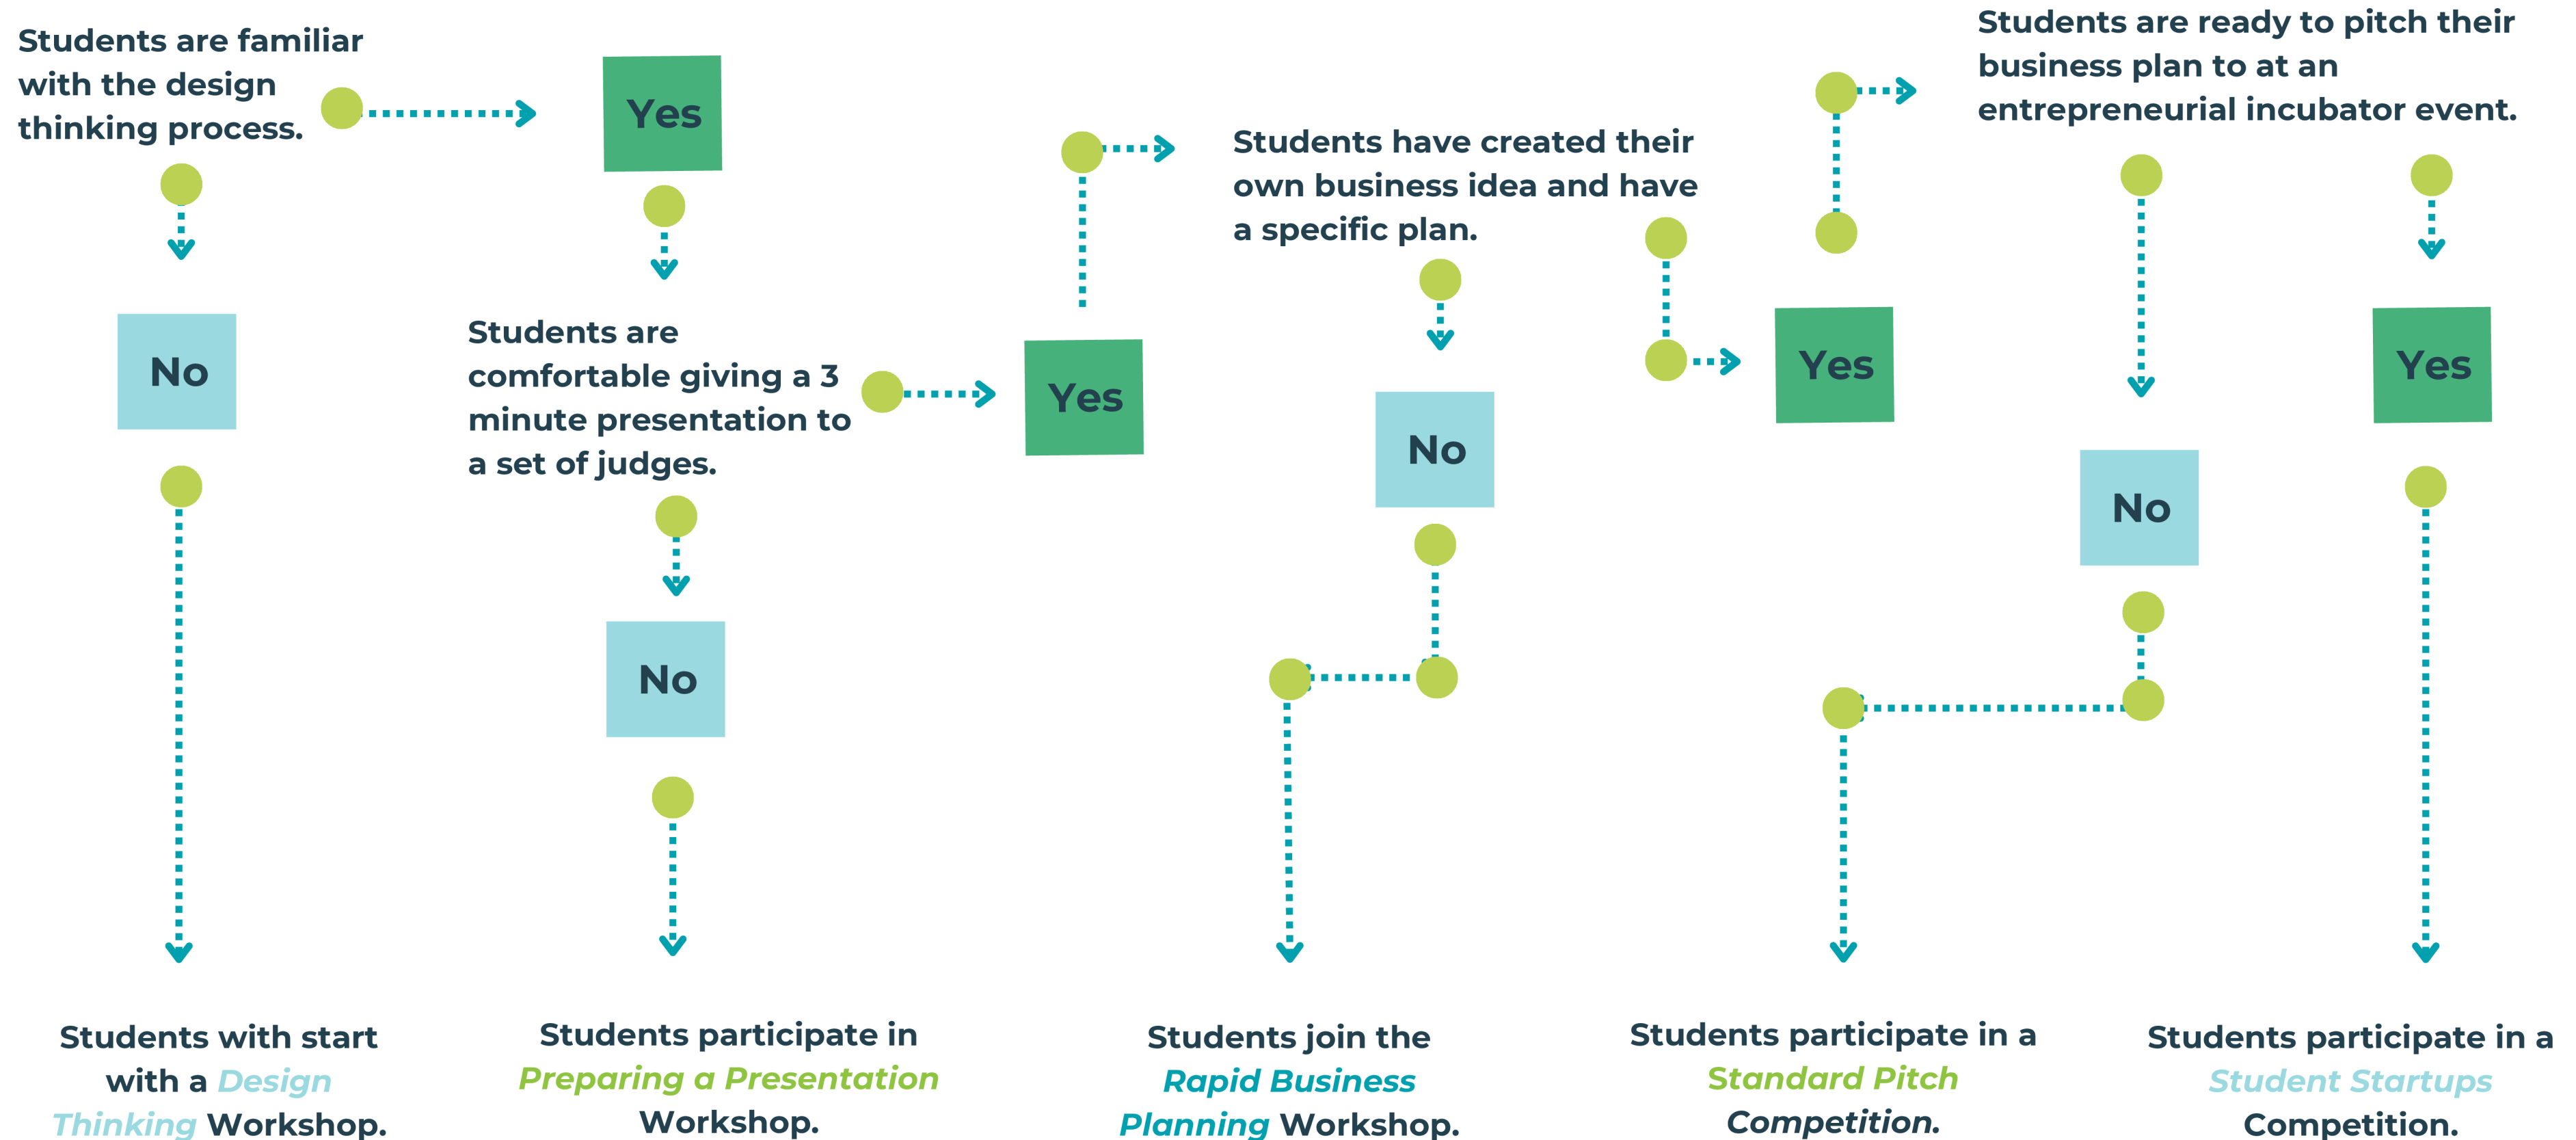 Students are familiar
with the design
thinking process.
Yes
No
Students are
comfortable giving a 3
minute presentation to
a set of judges.
Yes
No
Students have created their
own business idea and have
a specific plan.
Yes
No
Students are ready to pitch their
business plan to at an
entrepreneurial incubator event.
No
Yes
Students with start
with a Design
Thinking Workshop.
Students participate in
Preparing a Presentation
Workshop.
Students join the
Rapid Business
Planning Workshop.
Students participate in a
Standard Pitch
Competition.
Students participate in a
Student Startups
Competition.